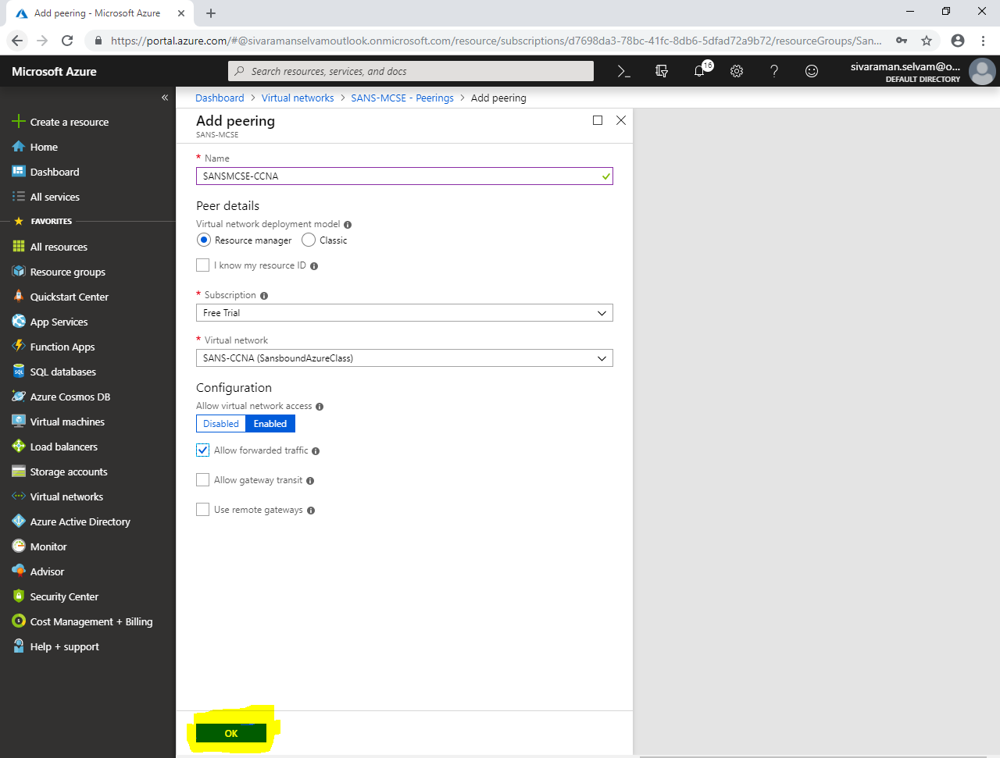 Add peering - Microsoft Azure
https://portal.azure.com/#@sivaramanselvamoutlook.onmicrosoft.com/resource/subscriptions/d7698da3-78bc-41fc-8db6-5dfad72a9b72/resourceGroups/San...
Microsoft Azure
Search resources, services, and docs
16
sivaraman.selvam@o...
DEFAULT DIRECTORY
Dashboard > Virtual networks > SANS-MCSE - Peerings > Add peering
Create a resource
Home
Dashboard
All services
FAVORITES
All resources
Resource groups
Quickstart Center
App Services
Function Apps
SQL databases
Azure Cosmos DB
Virtual machines
Load balancers
Storage accounts
Virtual networks
Azure Active Directory
Monitor
Advisor
Security Center
Cost Management + Billing
Help + support
Add peering
SANS-MCSE
* Name
SANSMCSE-CCNA
Peer details
Virtual network deployment model
Resource manager Classic
I know my resource ID
* Subscription
Free Trial
* Virtual network
SANS-CCNA (SansboundAzureClass)
Configuration
Allow virtual network access
Disabled Enabled
Allow forwarded traffic
Allow gateway transit
Use remote gateways
OK